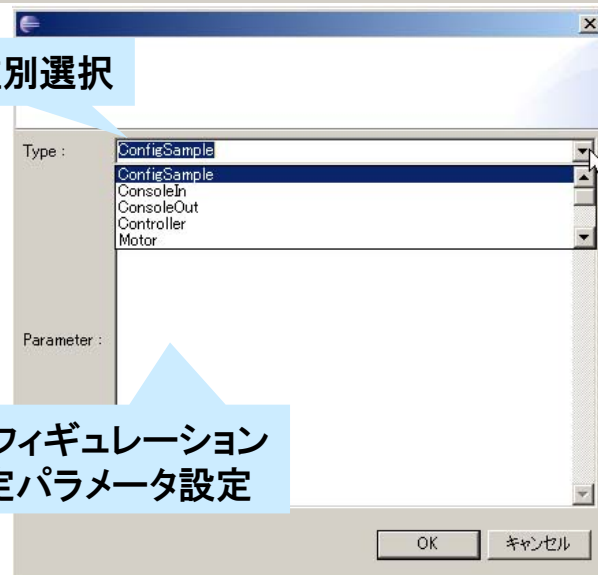 別選択
Type :
ConfigSample
ConfigSample
ConsoleIn
ConsoleOut
Controller
Motor
Parameter :
フィギュレーション
定パラメータ設定
OK
キャンセル